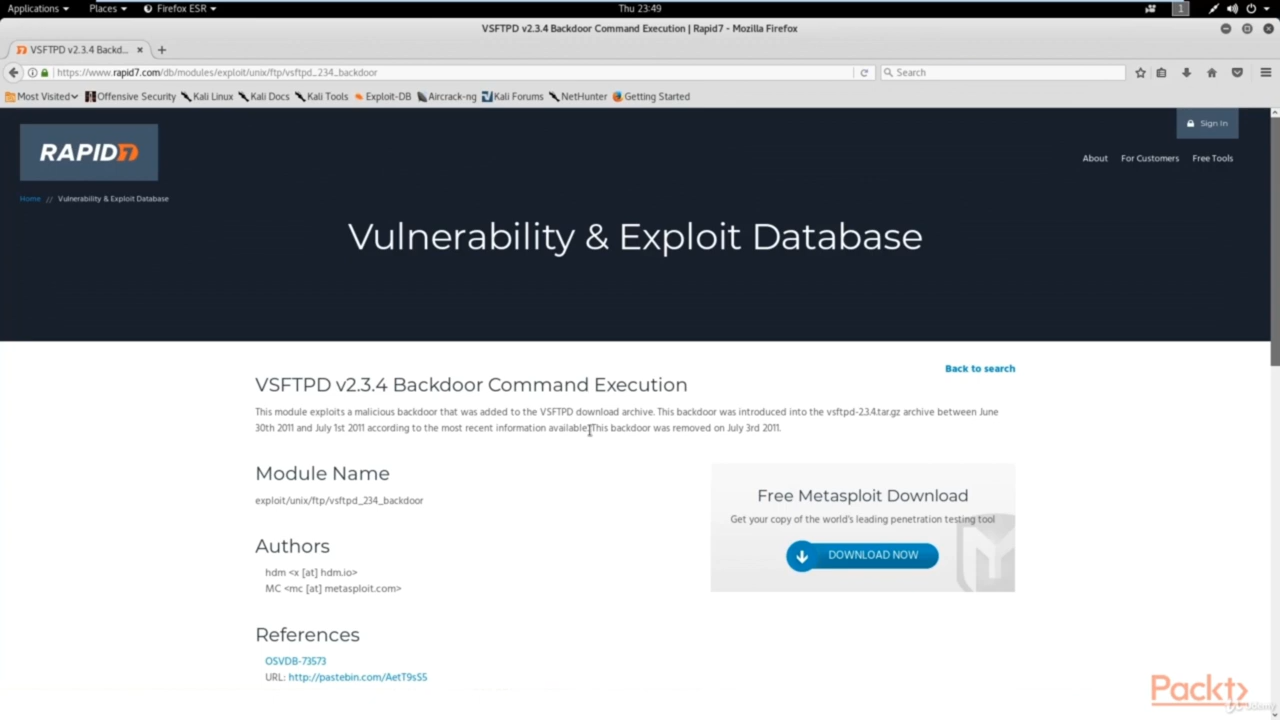 Applications Places Firefox ESR Thu 23:49 1
VSFTPD v2.3.4 Backdoor Command Execution | Rapid7 - Mozilla Firefox
VSFTPD v2.3.4 Backd...
https://www.rapid7.com/db/modules/exploit/unix/ftp/vsftpd_234_backdoor Search
Most Visited Offensive Security Kali Linux Kali Docs Kali Tools Exploit-DB Aircrack-ng Kali Forums NetHunter Getting Started
Sign In
RAPID7
About For Customers Free Tools
Home // Vulnerability & Exploit Database
Vulnerability & Exploit Database
Back to search
VSFTPD v2.3.4 Backdoor Command Execution
This module exploits a malicious backdoor that was added to the VSFTPD download archive. This backdoor was introduced into the vsftpd-2.3.4.tar.gz archive between June
30th 2011 and July 1st 2011 according to the most recent information available. This backdoor was removed on July 3rd 2011.
Module Name
exploit/unix/ftp/vsftpd_234_backdoor
Free Metasploit Download
Get your copy of the world's leading penetration testing tool
DOWNLOAD NOW
Authors
hdm <x [at] hdm.io>
MC <mc [at] metasploit.com>
References
OSVDB-73573
URL: http://pastebin.com/AetT9sS5
Packt
Udemy